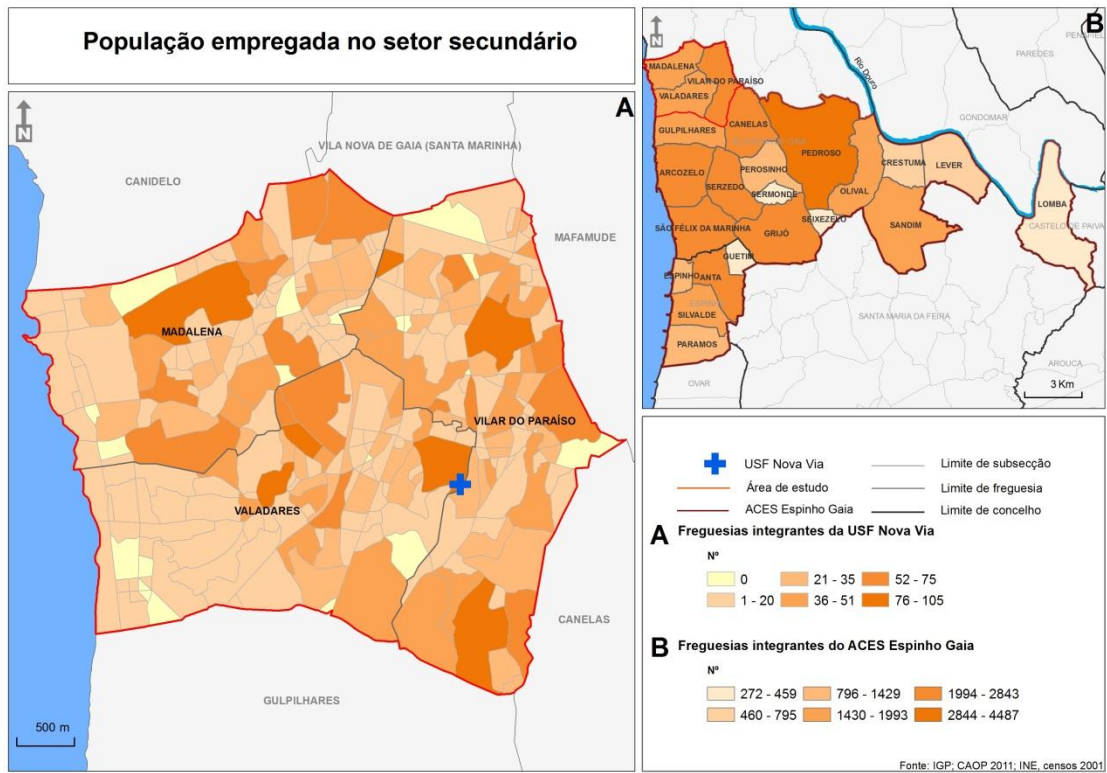 População empregada no setor secundário
A
N
VILA NOVA DE GAIA (SANTA MARINHA)
CANIDELO
MAFAMUDE
MADALENA
VILAR DO PARAÍSO
VALADARES
CANELAS
GULPILHARES
500 m
B
N
PENAFIEL
PAREDES
Rio Douro
MADALENA
VILAR DO PARAÍSO
VALADARES
GONDOMAR
GULPILHARES
CANELAS
PEDROSO
CRESTUMA
LEVER
ARCOZELO
PEROSINHO
SERZEDO
SERMONDE
OLIVAL
LOMBA
SEIXEZELO
SÃO FÉLIX DA MARINHA
GRIJÓ
SANDIM
CASTELO DE PAIVA
GUETIM
ESPINHO
ANTA
ESPINHO
SILVALDE
SANTA MARIA DA FEIRA
PARAMOS
AROUCA
OVAR
3 Km
USF Nova Via
Limite de subsecção
Área de estudo
Limite de freguesia
ACES Espinho Gaia
Limite de concelho
A Freguesias integrantes da USF Nova Via
Nº
0 21 - 35 52 - 75
1 - 20 36 - 51 76 - 105
B Freguesias integrantes do ACES Espinho Gaia
Nº
272 - 459 796 - 1429 1994 - 2843
460 - 795 1430 - 1993 2844 - 4487
Fonte: IGP; CAOP 2011; INE, censos 2001